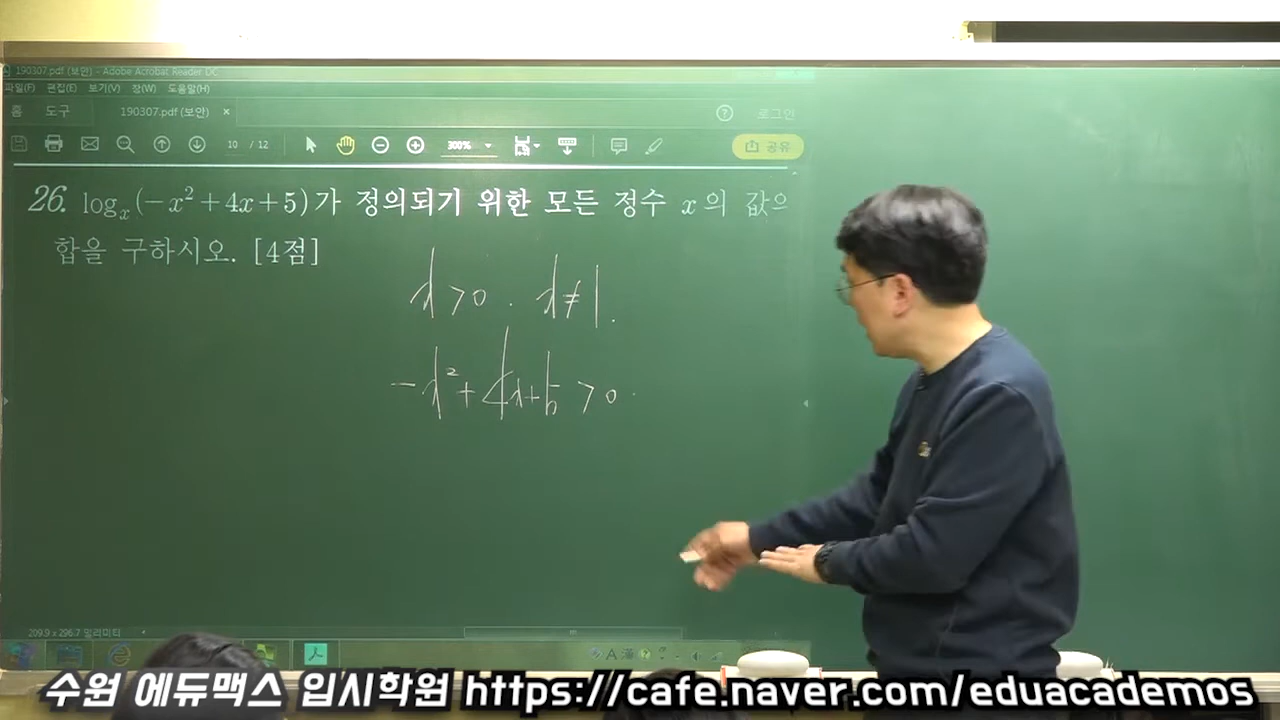 190307.pdf (보안) - Adobe Acrobat Reader DC
파일(F) 편집(E) 보기(V) 창(W) 도움말(H)
홈 도구 190307.pdf (보안) × ? 로그인
10 / 12 300% 공유
26. logₓ(-x²+4x+5)가 정의되기 위한 모든 정수 x의 값으
합을 구하시오. [4점]
x>0. x≠1.
-x²+4x+5>0.
209.9 x 296.7 밀리미터
수원 에듀맥스 입시학원 https://cafe.naver.com/eduacademos